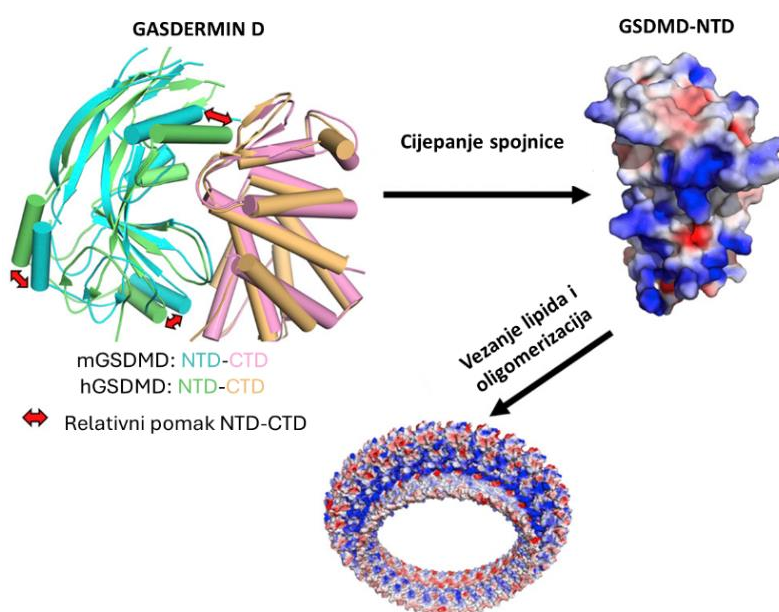 GASDERMIN D
GSDMD-NTD
Cijepanje spojnice
Vezanje lipida i
oligomerizacija
mGSDMD: NTD-CTD
hGSDMD: NTD-CTD
Relativni pomak NTD-CTD